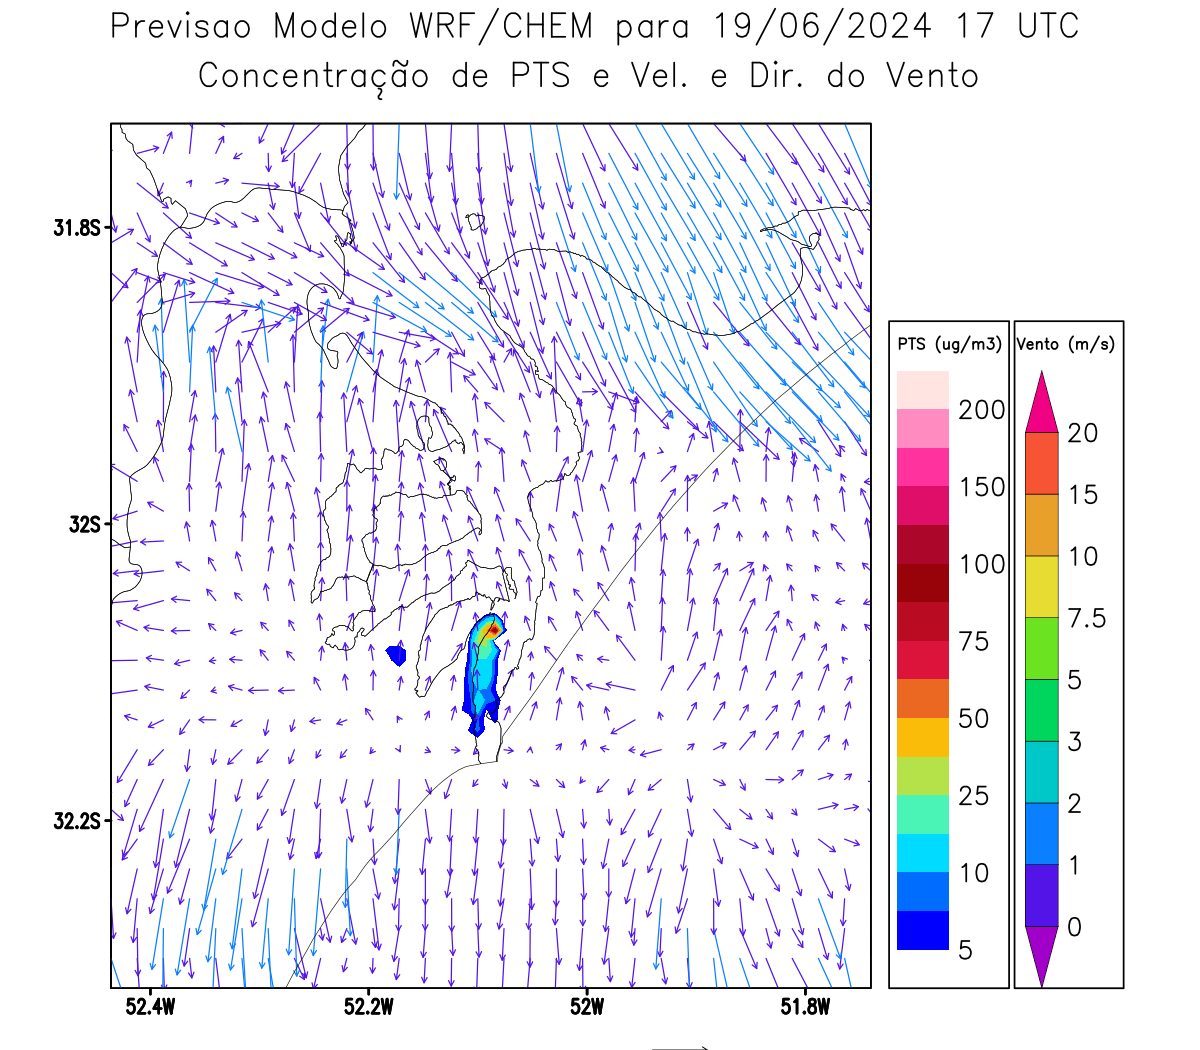 Previsao Modelo WRF/CHEM para 19/06/2024 17 UTC
Concentração de PTS e Vel. e Dir. do Vento
31.8S
32S
32.2S
52.4W 52.2W 52W 51.8W
PTS (ug/m3)
200
150
100
75
50
25
10
5
Vento (m/s)
20
15
10
7.5
5
3
2
1
0